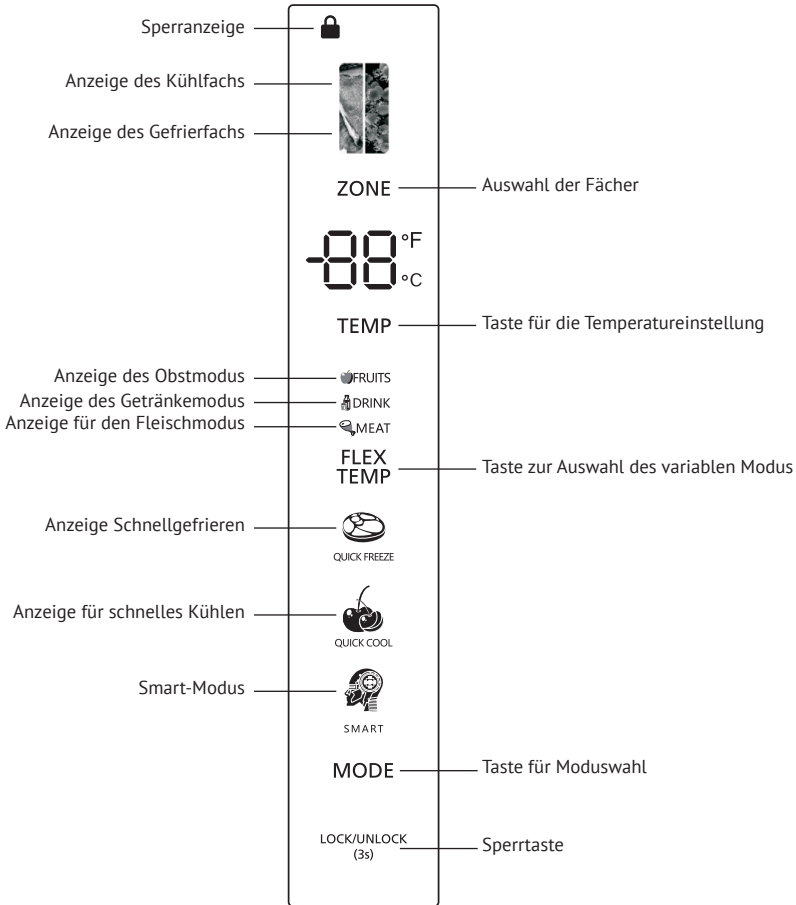 Sperranzeige
Anzeige des Kühlfachs
Anzeige des Gefrierfachs
ZONE
Auswahl der Fächer
-88 °F
°C
TEMP
Taste für die Temperatureinstellung
Anzeige des Obstmodus
FRUITS
Anzeige des Getränkemodus
DRINK
Anzeige für den Fleischmodus
MEAT
FLEX
TEMP
Taste zur Auswahl des variablen Modus
Anzeige Schnellgefrieren
QUICK FREEZE
Anzeige für schnelles Kühlen
QUICK COOL
Smart-Modus
SMART
MODE
Taste für Moduswahl
LOCK/UNLOCK
(3s)
Sperrtaste